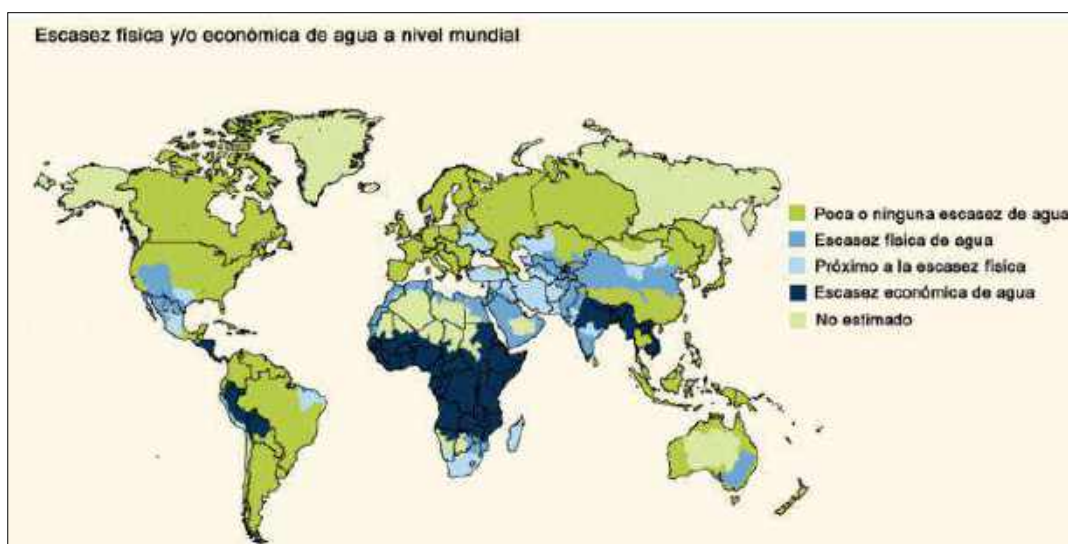 Escasez física y/o económica de agua a nivel mundial
Poca o ninguna escasez de agua
Escasez física de agua
Próximo a la escasez física
Escasez económica de agua
No estimado